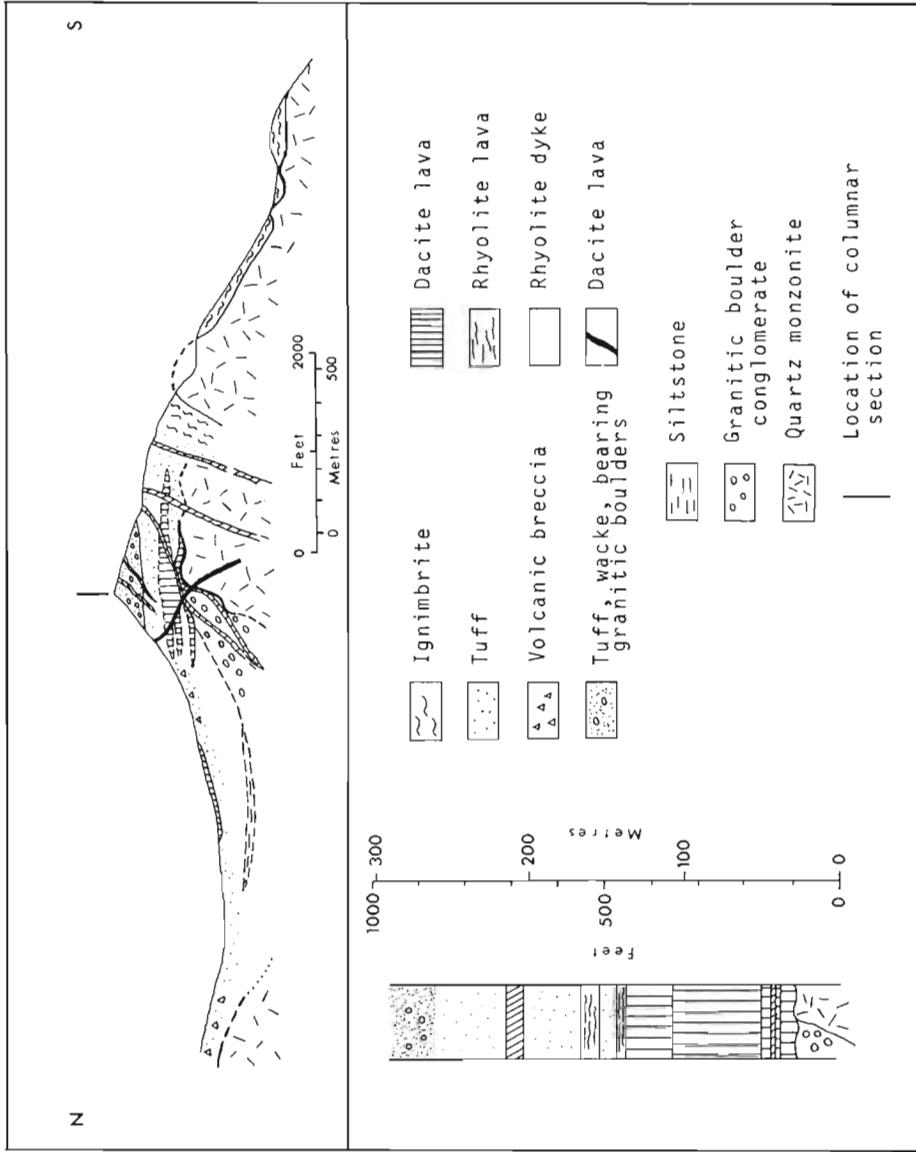 N
S
0 Feet 2000
0 Metres 500
1000
500
0
Feet
300
200
100
0
Metres
Ignimbrite
Tuff
Volcanic breccia
Tuff, wacke, bearing
granitic boulders
Dacite lava
Rhyolite lava
Rhyolite dyke
Dacite lava
Siltstone
Granitic boulder
conglomerate
Quartz monzonite
Location of columnar
section